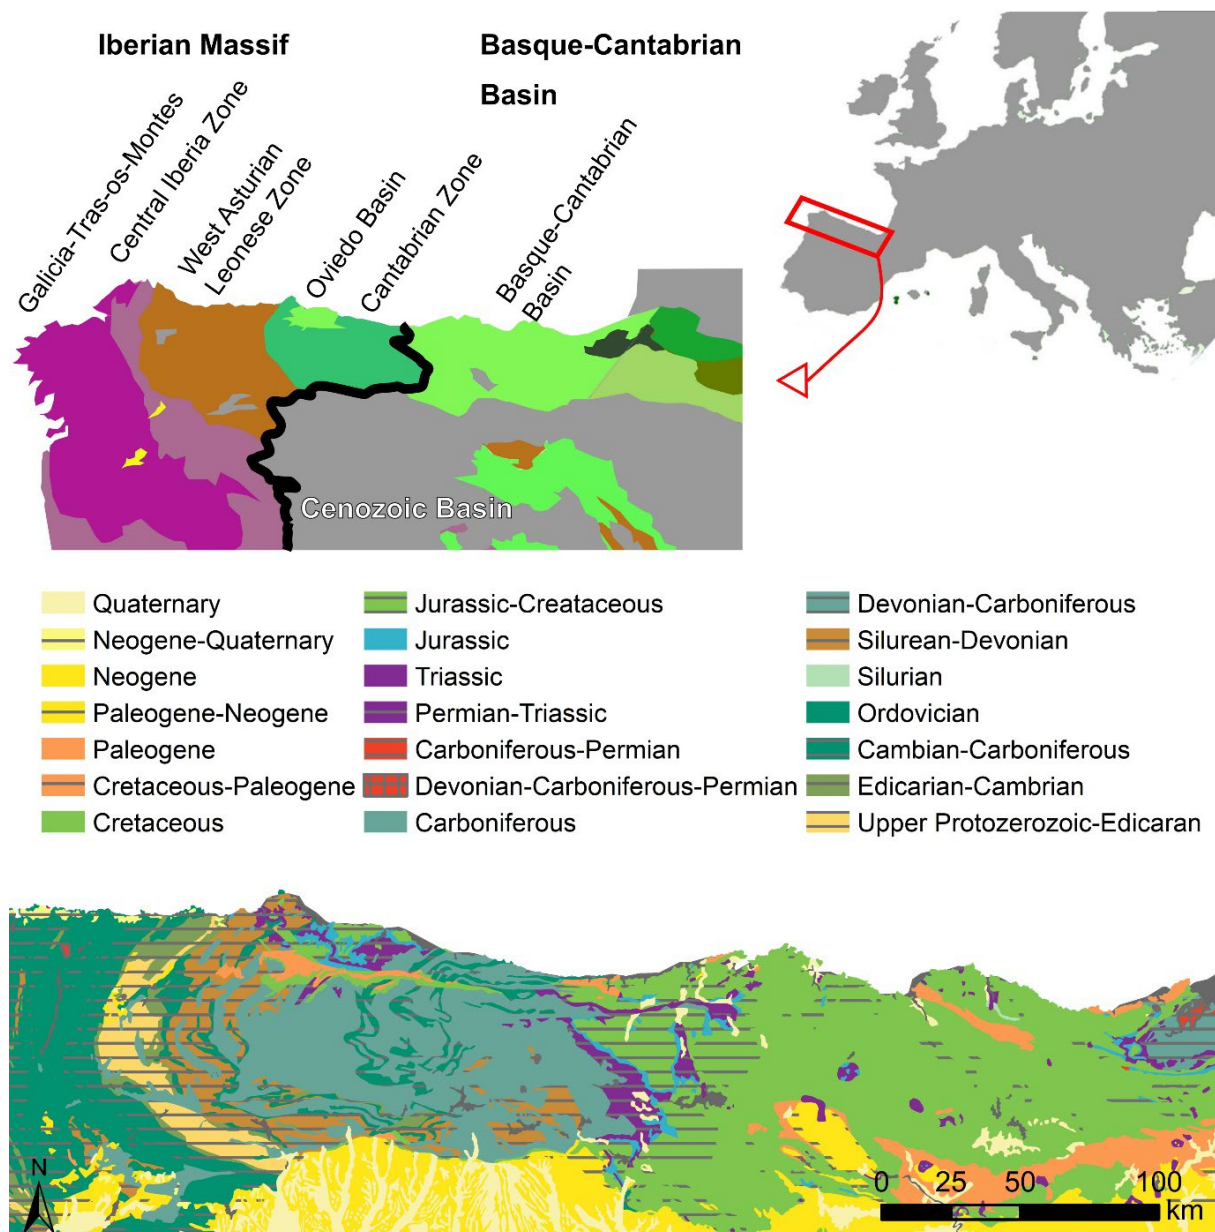 Iberian Massif
Basque-Cantabrian
Basin
Galicia-Tras-os-Montes
Central Iberia Zone
West Asturian
Leonese Zone
Oviedo Basin
Cantabrian Zone
Basque-Cantabrian
Basin
Cenozoic Basin
Quaternary
Neogene-Quaternary
Neogene
Paleogene-Neogene
Paleogene
Cretaceous-Paleogene
Cretaceous
Jurassic-Creataceous
Jurassic
Triassic
Permian-Triassic
Carboniferous-Permian
Devonian-Carboniferous-Permian
Carboniferous
Devonian-Carboniferous
Silurean-Devonian
Silurian
Ordovician
Cambian-Carboniferous
Edicarian-Cambrian
Upper Protozerozoic-Edicaran
N
0 25 50 100
km